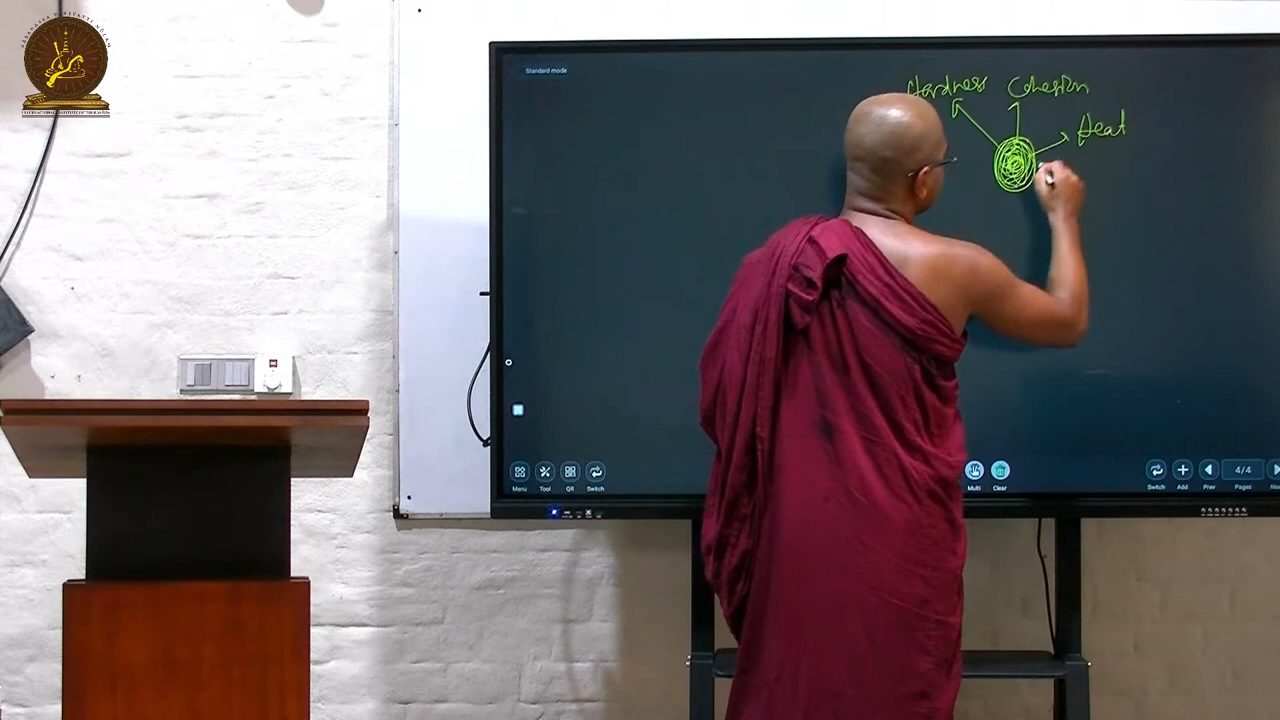 Standard mode
Hardness
Cohesion
Heat
Menu
Tool
QR
Switch
Multi
Clear
Switch
Add
Prev
4/4
Pages